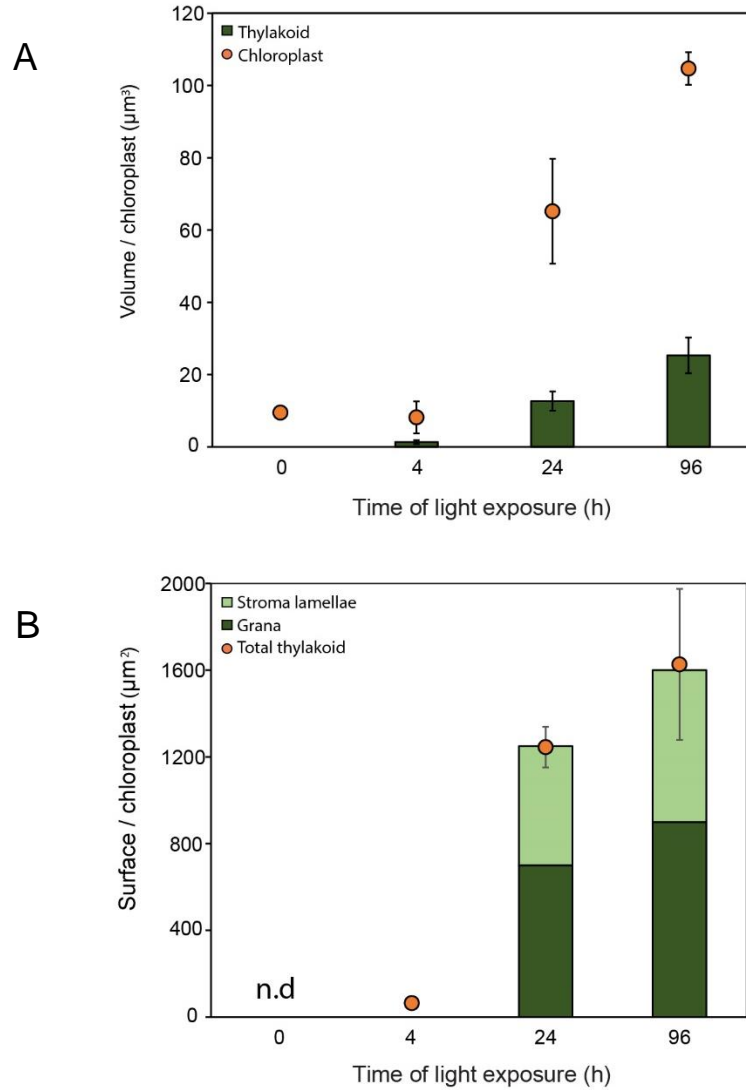 A
120
100
80
60
40
20
0
Volume / chloroplast (µm³)
Thylakoid
Chloroplast
0 4 24 96
Time of light exposure (h)
B
2000
1600
1200
800
400
0
Surface / chloroplast (µm²)
Stroma lamellae
Grana
Total thylakoid
n.d
0 4 24 96
Time of light exposure (h)